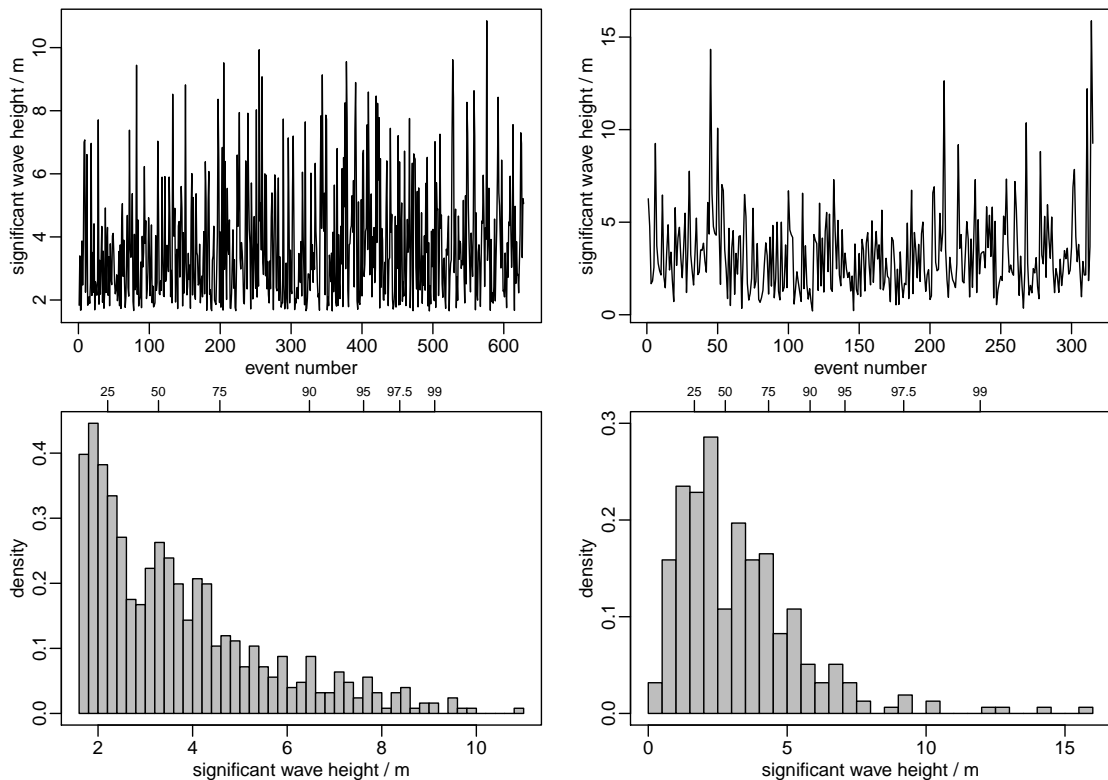 significant wave height / m
2 4 6 8 10
0 100 200 300 400 500 600
event number
significant wave height / m
0 5 10 15
0 50 100 150 200 250 300
event number
25 50 75 90 95 97.5 99
density
0.0 0.1 0.2 0.3 0.4
2 4 6 8 10
significant wave height / m
25 50 75 90 95 97.5 99
density
0.0 0.1 0.2 0.3
0 5 10 15
significant wave height / m